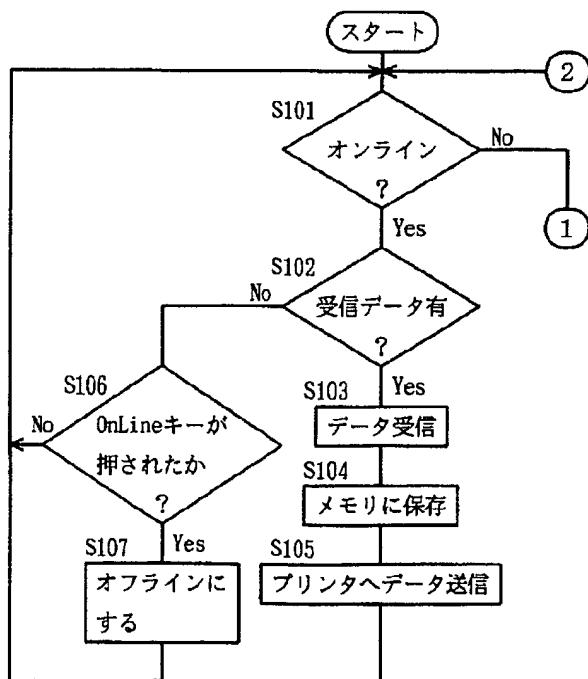 スタート
2
S101
オンライン
?
No
1
Yes
S102
受信データ有
?
No
Yes
S106
OnLineキーが
押されたか
?
No
Yes
S103
データ受信
S104
メモリに保存
S105
プリンタへデータ送信
S107
オフラインに
する